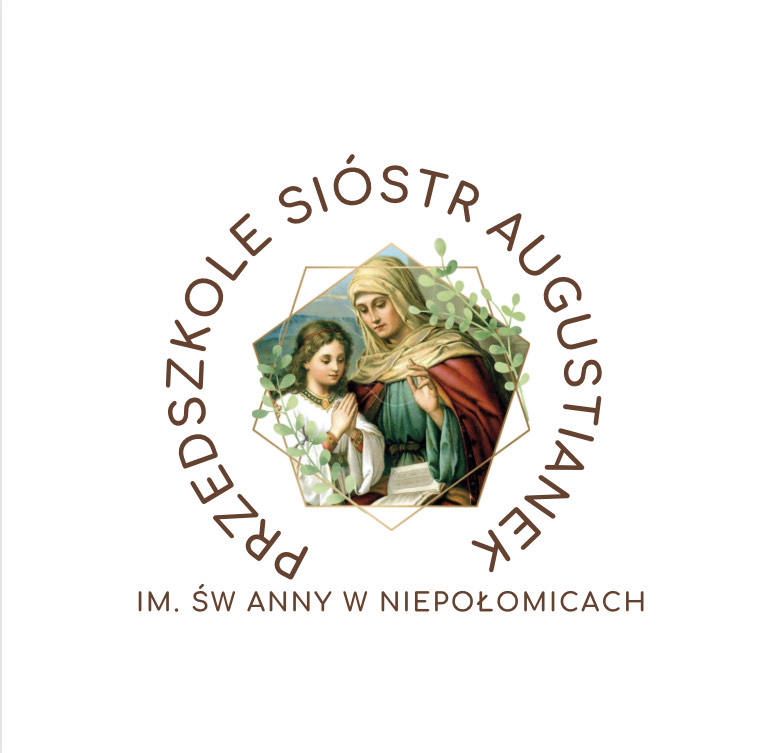 PRZEDSZKOLE SIÓSTR AUGUSTIANEK
IM. ŚW ANNY W NIEPOŁOMICACH